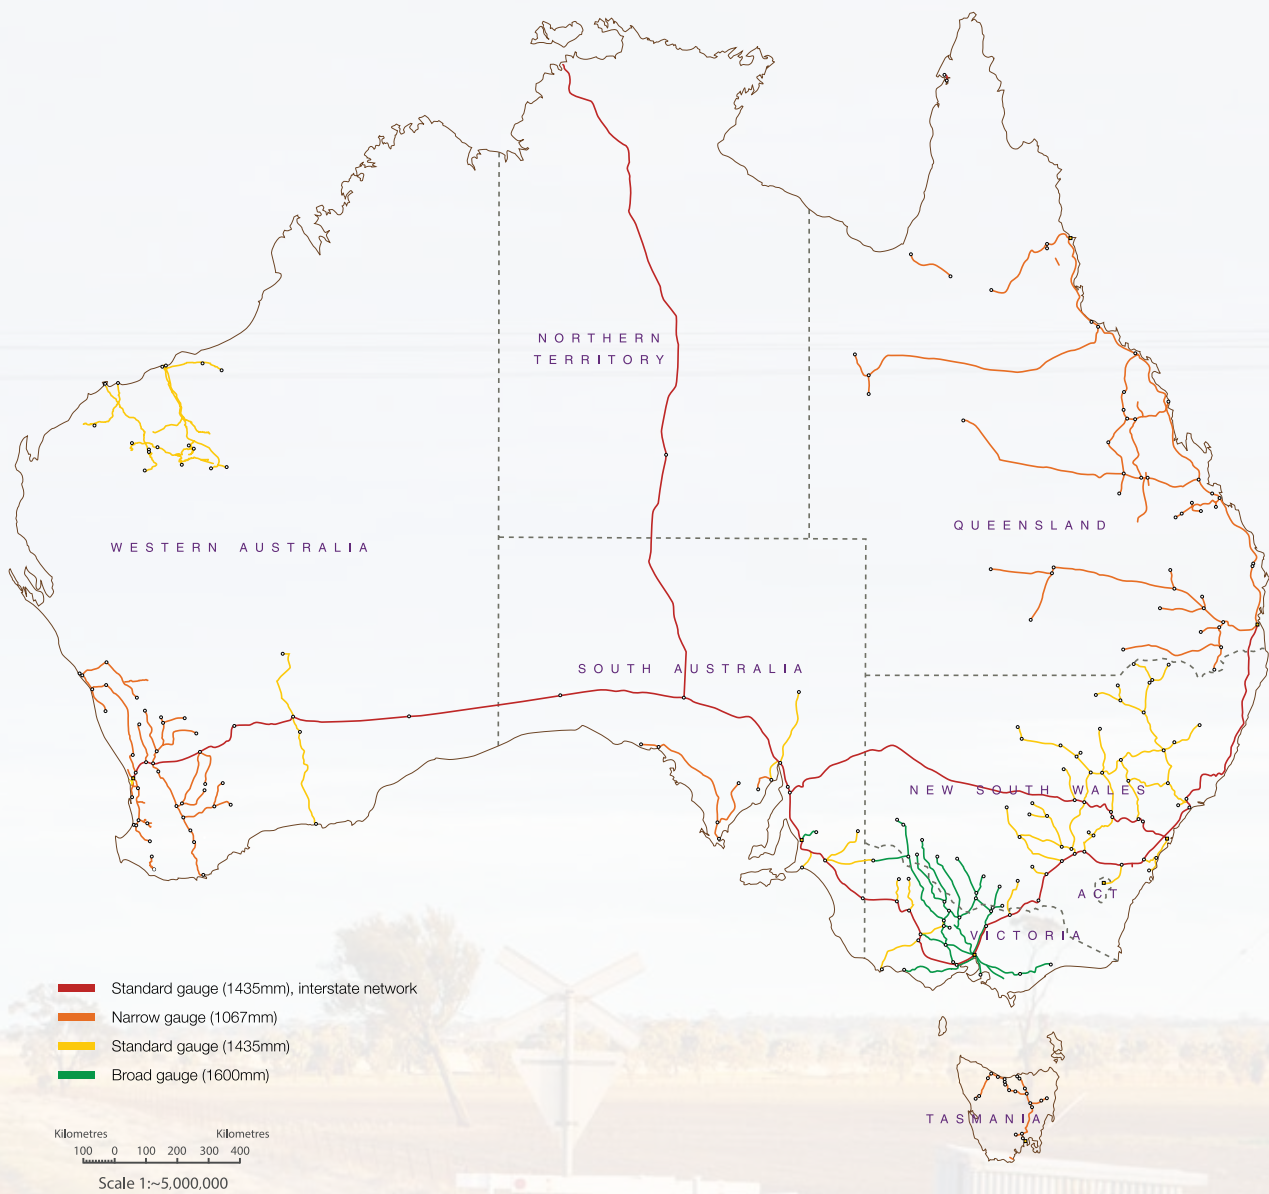 NORTHERN
TERRITORY
QUEENSLAND
WESTERN AUSTRALIA
SOUTH AUSTRALIA
NEW SOUTH WALES
ACT
VICTORIA
Standard gauge (1435mm), interstate network
Narrow gauge (1067mm)
Standard gauge (1435mm)
Broad gauge (1600mm)
TASMANIA
Kilometres Kilometres
100 0 100 200 300 400
Scale 1:~5,000,000